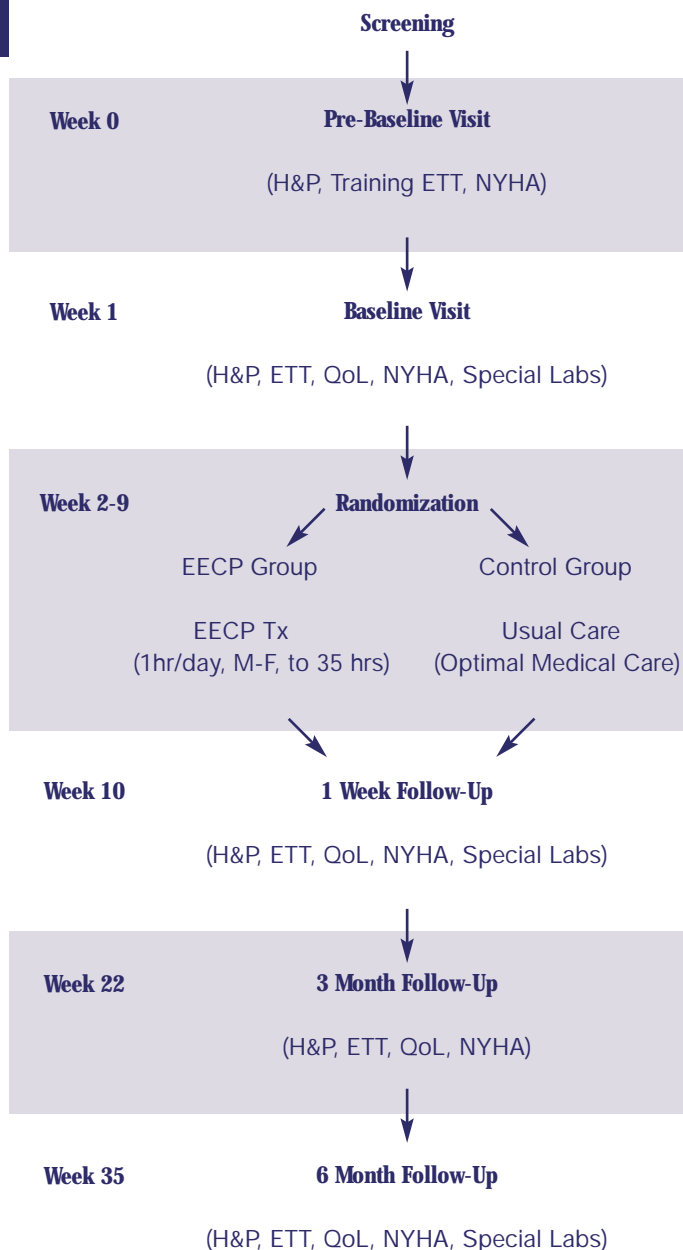 Screening
Week 0 Pre-Baseline Visit
(H&P, Training ETT, NYHA)
Week 1 Baseline Visit
(H&P, ETT, QoL, NYHA, Special Labs)
Week 2-9 Randomization
EECP Group Control Group
EECP Tx Usual Care
(1hr/day, M-F, to 35 hrs) (Optimal Medical Care)
Week 10 1 Week Follow-Up
(H&P, ETT, QoL, NYHA, Special Labs)
Week 22 3 Month Follow-Up
(H&P, ETT, QoL, NYHA)
Week 35 6 Month Follow-Up
(H&P, ETT, QoL, NYHA, Special Labs)